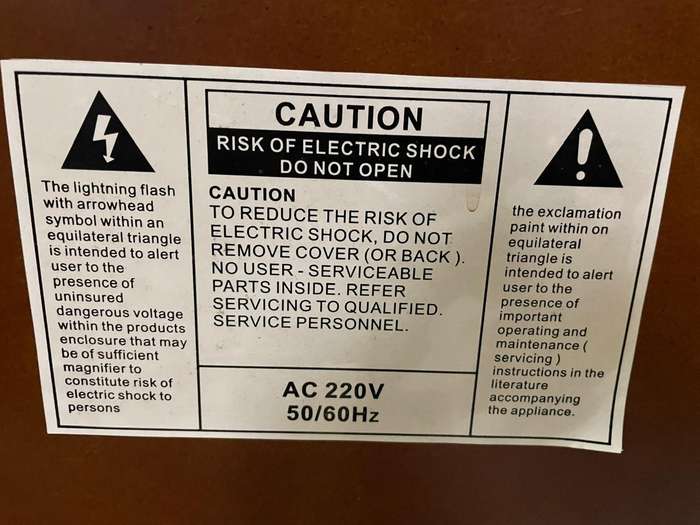 The lightning flash
with arrowhead
symbol within an
equilateral triangle
is intended to alert
user to the
presence of
uninsured
dangerous voltage
within the products
enclosure that may
be of sufficient
magnifier to
constitute risk of
electric shock to
persons
CAUTION
RISK OF ELECTRIC SHOCK
DO NOT OPEN
CAUTION
TO REDUCE THE RISK OF
ELECTRIC SHOCK, DO NOT
REMOVE COVER (OR BACK ).
NO USER - SERVICEABLE
PARTS INSIDE. REFER
SERVICING TO QUALIFIED.
SERVICE PERSONNEL.
AC 220V
50/60Hz
the exclamation
paint within on
equilateral
triangle is
intended to alert
user to the
presence of
important
operating and
maintenance (
servicing )
instructions in the
literature
accompanying
the appliance.